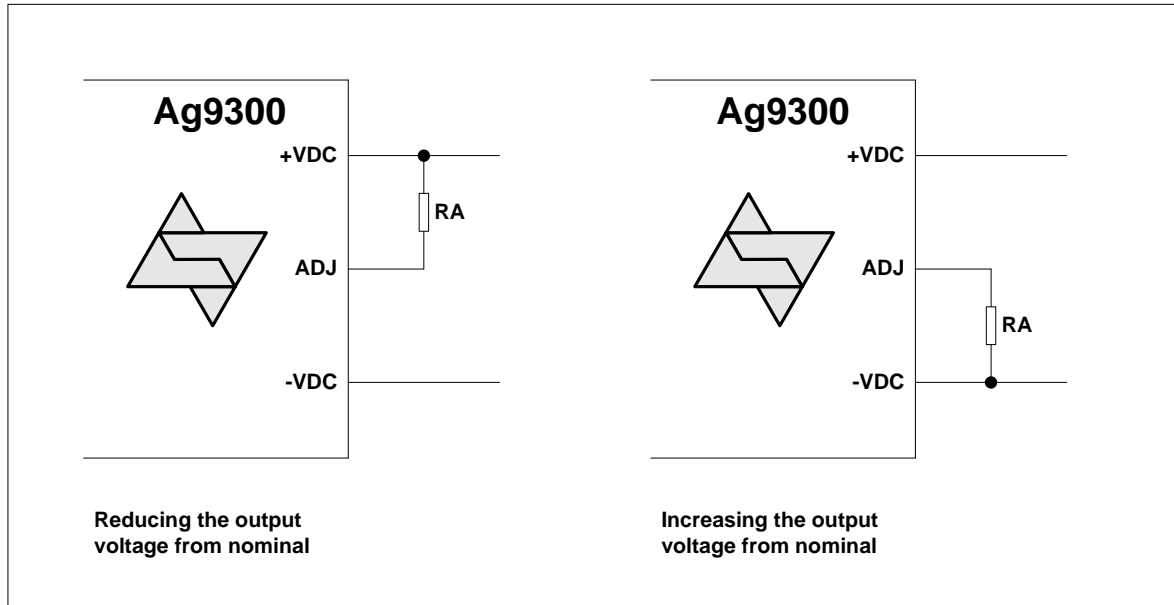 Ag9300
+VDC
RA
ADJ
-VDC
Reducing the output
voltage from nominal
Ag9300
+VDC
ADJ
RA
-VDC
Increasing the output
voltage from nominal